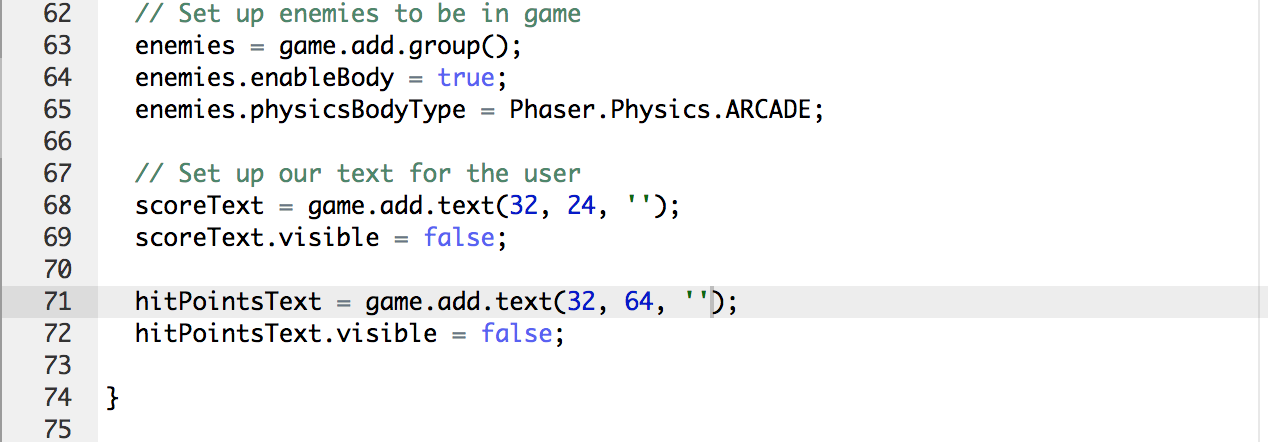 62 // Set up enemies to be in game
63 enemies = game.add.group();
64 enemies.enableBody = true;
65 enemies.physicsBodyType = Phaser.Physics.ARCADE;
66
67 // Set up our text for the user
68 scoreText = game.add.text(32, 24, '');
69 scoreText.visible = false;
70
71 hitPointsText = game.add.text(32, 64, '');
72 hitPointsText.visible = false;
73
74 }
75